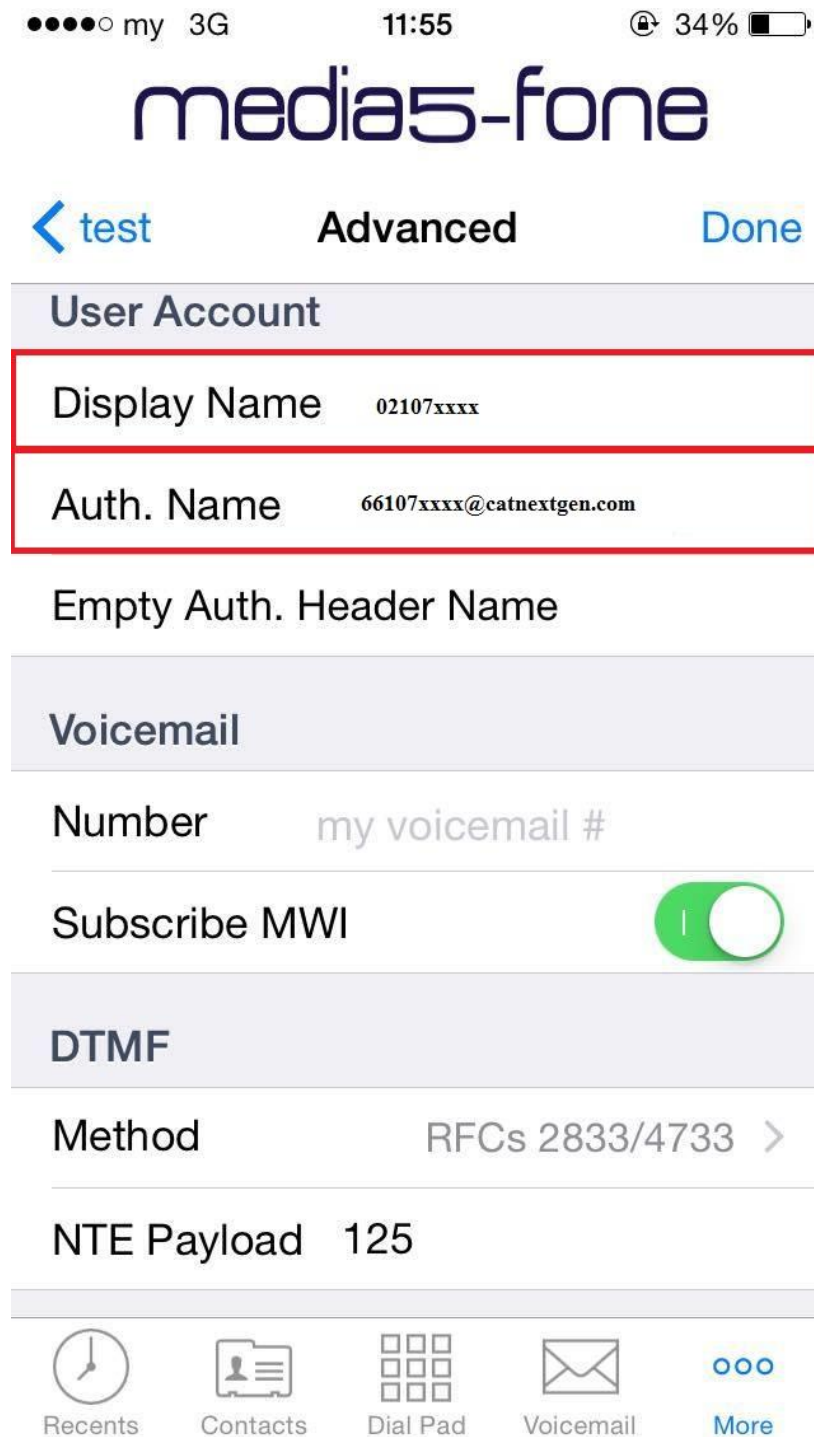 my 3G 11:55 34%
media5-fone
test Advanced Done
User Account
Display Name 02107xxxx
Auth. Name 66107xxxx@catnextgen.com
Empty Auth. Header Name
Voicemail
Number my voicemail #
Subscribe MWI
DTMF
Method RFCs 2833/4733
NTE Payload 125
Recents Contacts Dial Pad Voicemail More